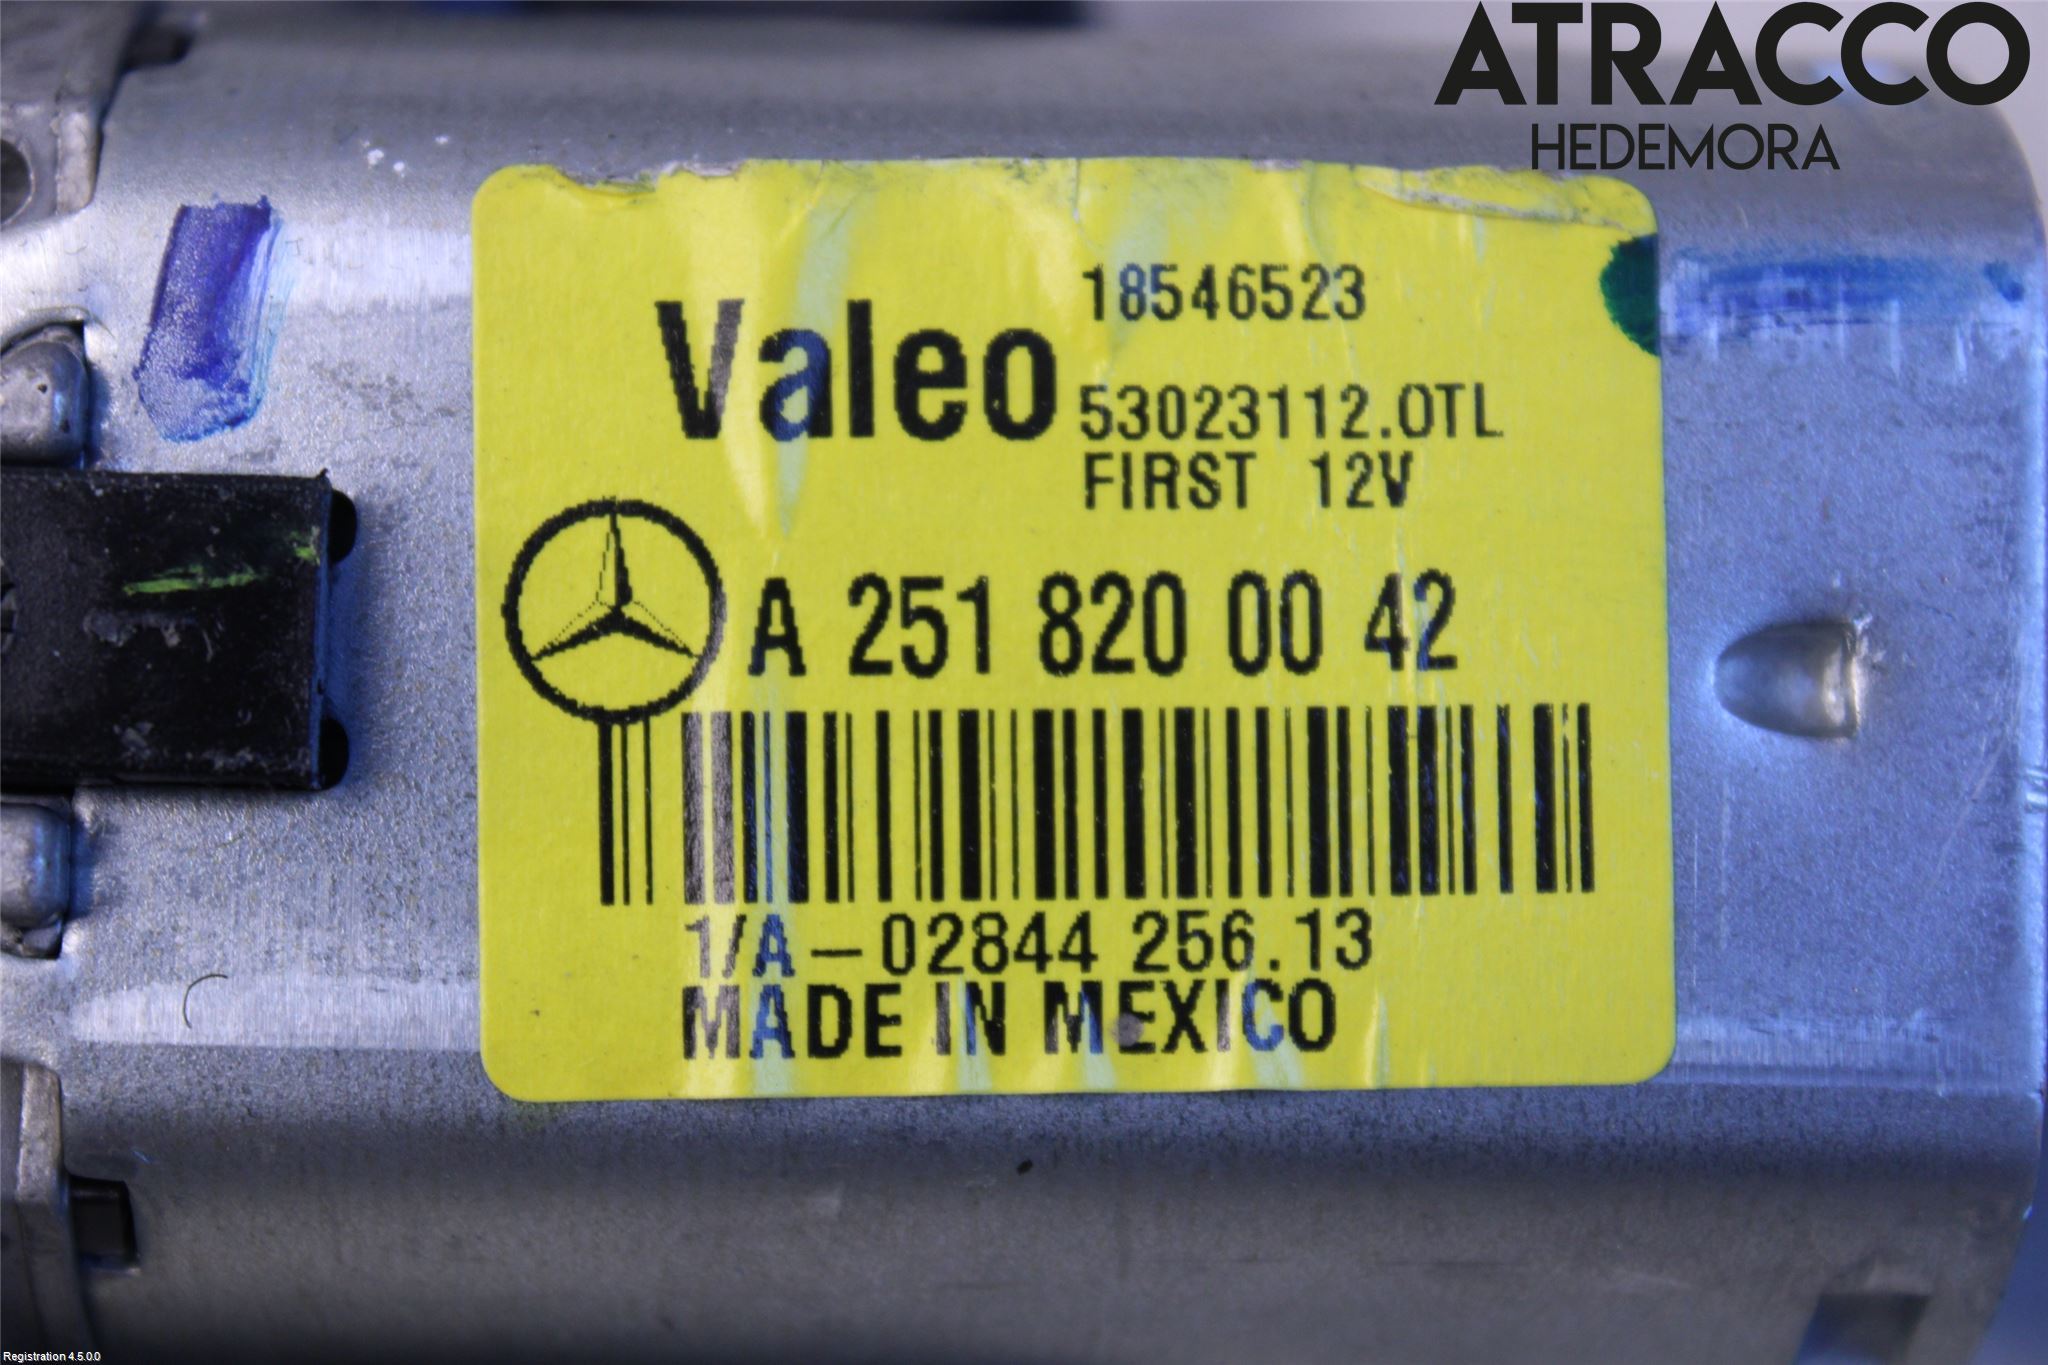 ATRACCO
HEDEMORA
Valeo
18546523
53023112.0TL
FIRST 12V
A 251 820 00 42
1/A-02844 256.13
MADE IN MEXICO
Registration 4.5.0.0